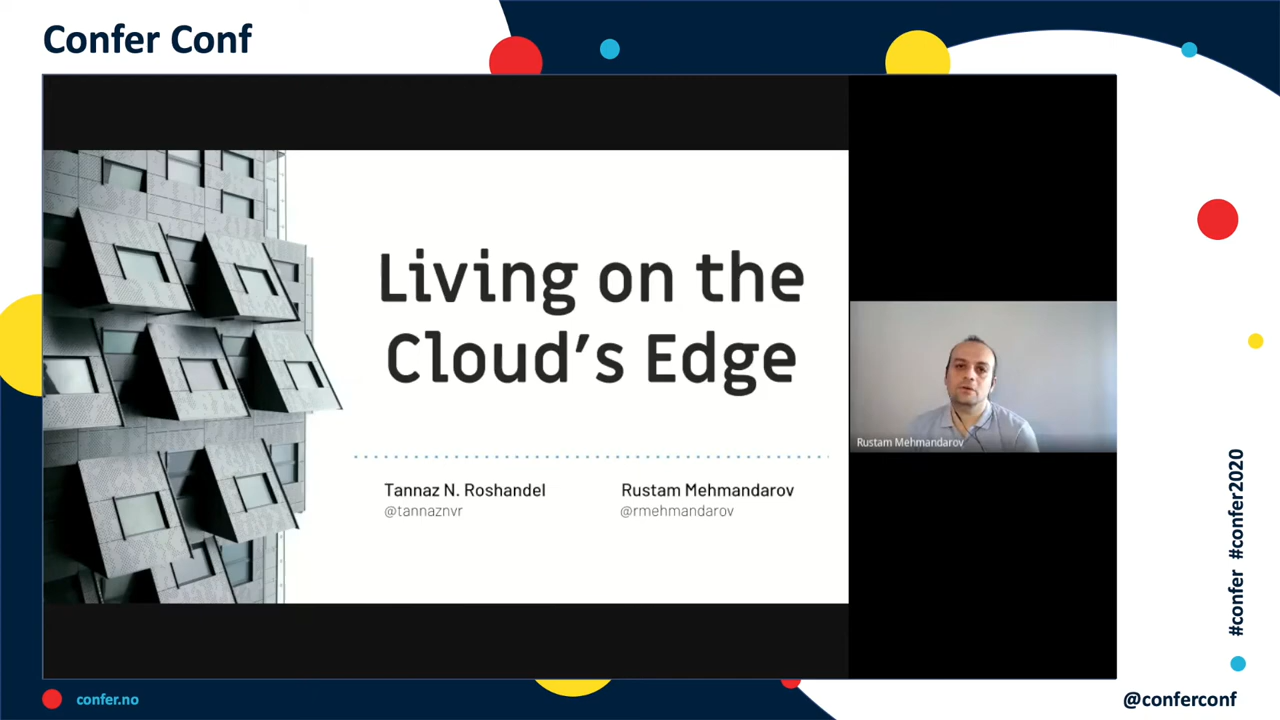 Confer Conf
Living on the
Cloud's Edge
Tannaz N. Roshandel
@tannaznvr
Rustam Mehmandarov
@rmehmandarov
Rustam Mehmandarov
#confer #confer2020
confer.no
@conferconf